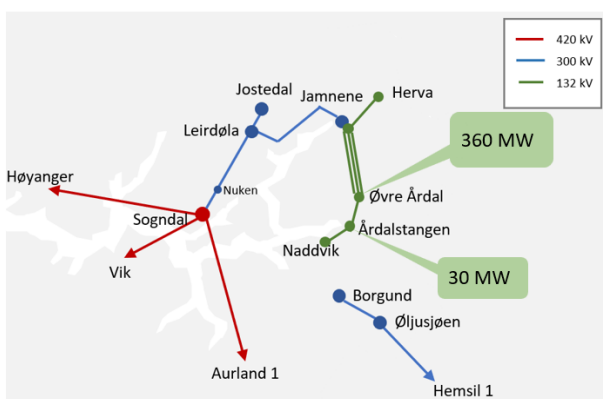 420 kV
300 kV
132 kV
Jostedal
Jamnene
Herva
Leirdøla
360 MW
Høyanger
Nuken
Øvre Årdal
Sogndal
Årdalstangen
Naddvik
Vik
30 MW
Borgund
Øljusjøen
Aurland 1
Hemsil 1